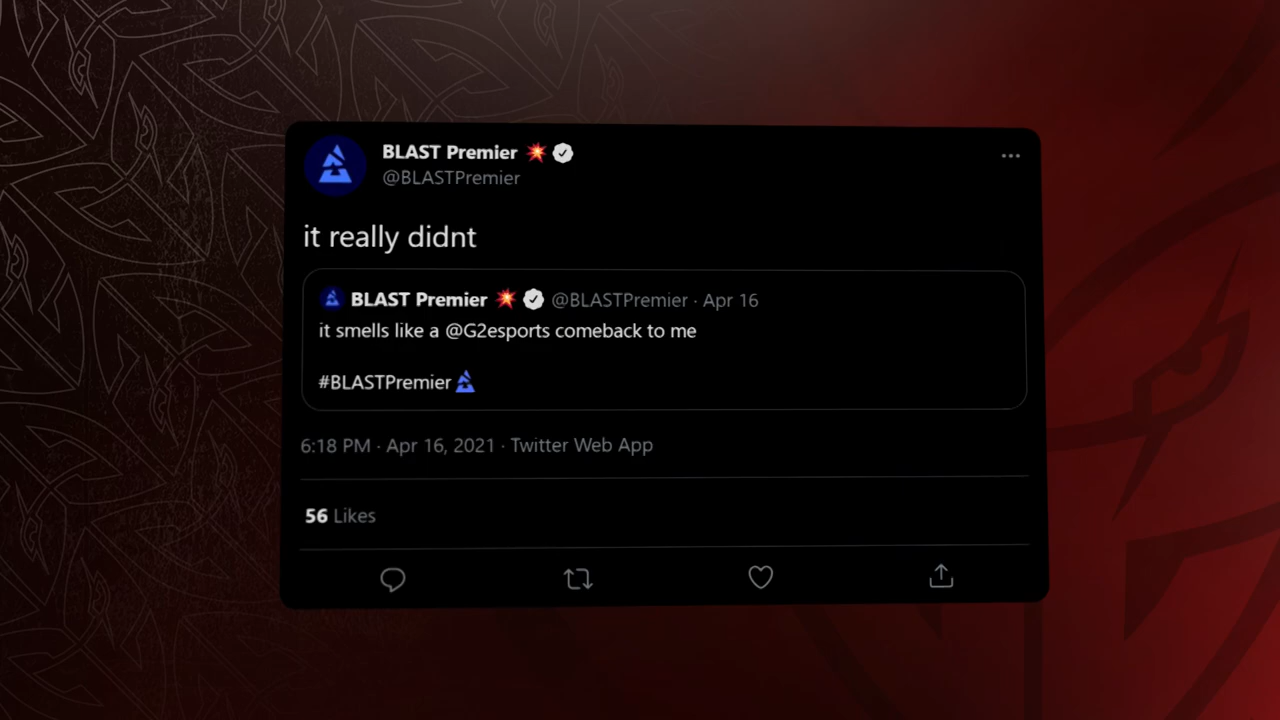 BLAST Premier 💥
@BLASTPremier
it really didnt
BLAST Premier 💥 @BLASTPremier · Apr 16
it smells like a @G2esports comeback to me
#BLASTPremier
6:18 PM · Apr 16, 2021 · Twitter Web App
56 Likes